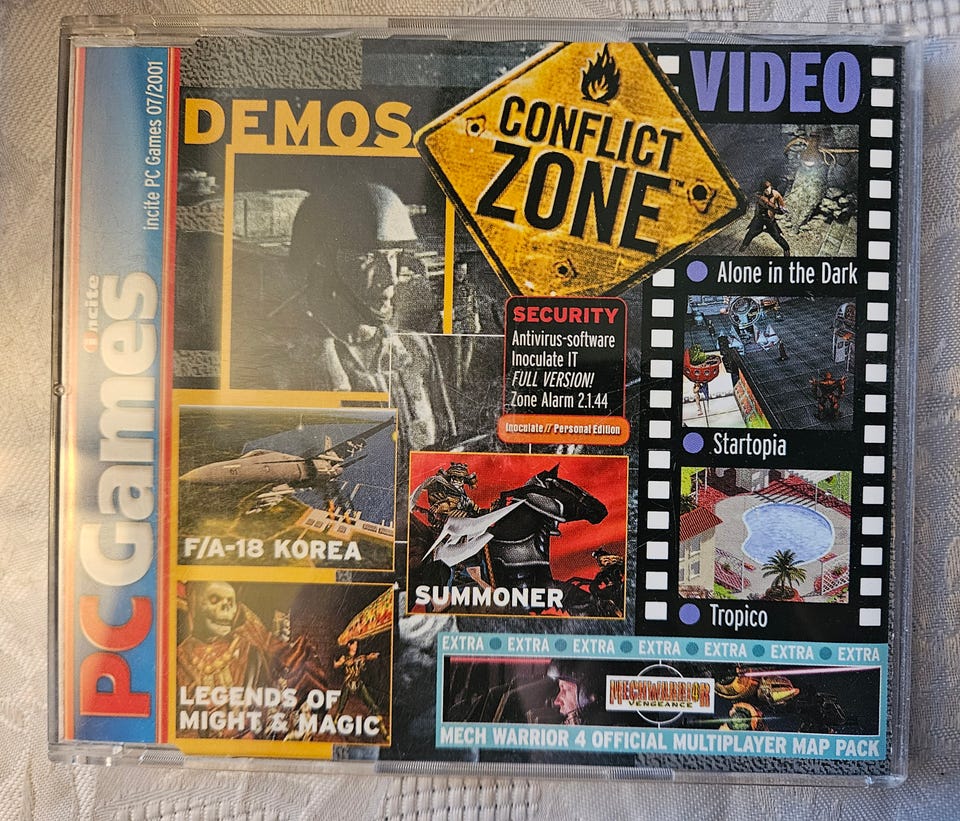 incite PC Games 07/2001
incite
PC Games
DEMOS
CONFLICT
ZONE™
VIDEO
Alone in the Dark
SECURITY
Antivirus-software
Inoculate IT
FULL VERSION!
Zone Alarm 2.1.44
Inoculate// Personal Edition
Startopia
F/A-18 KOREA
SUMMONER
Tropico
LEGENDS OF
MIGHT & MAGIC
EXTRA EXTRA EXTRA EXTRA EXTRA EXTRA EXTRA
MECHWARRIOR
VENGEANCE
MECH WARRIOR 4 OFFICIAL MULTIPLAYER MAP PACK